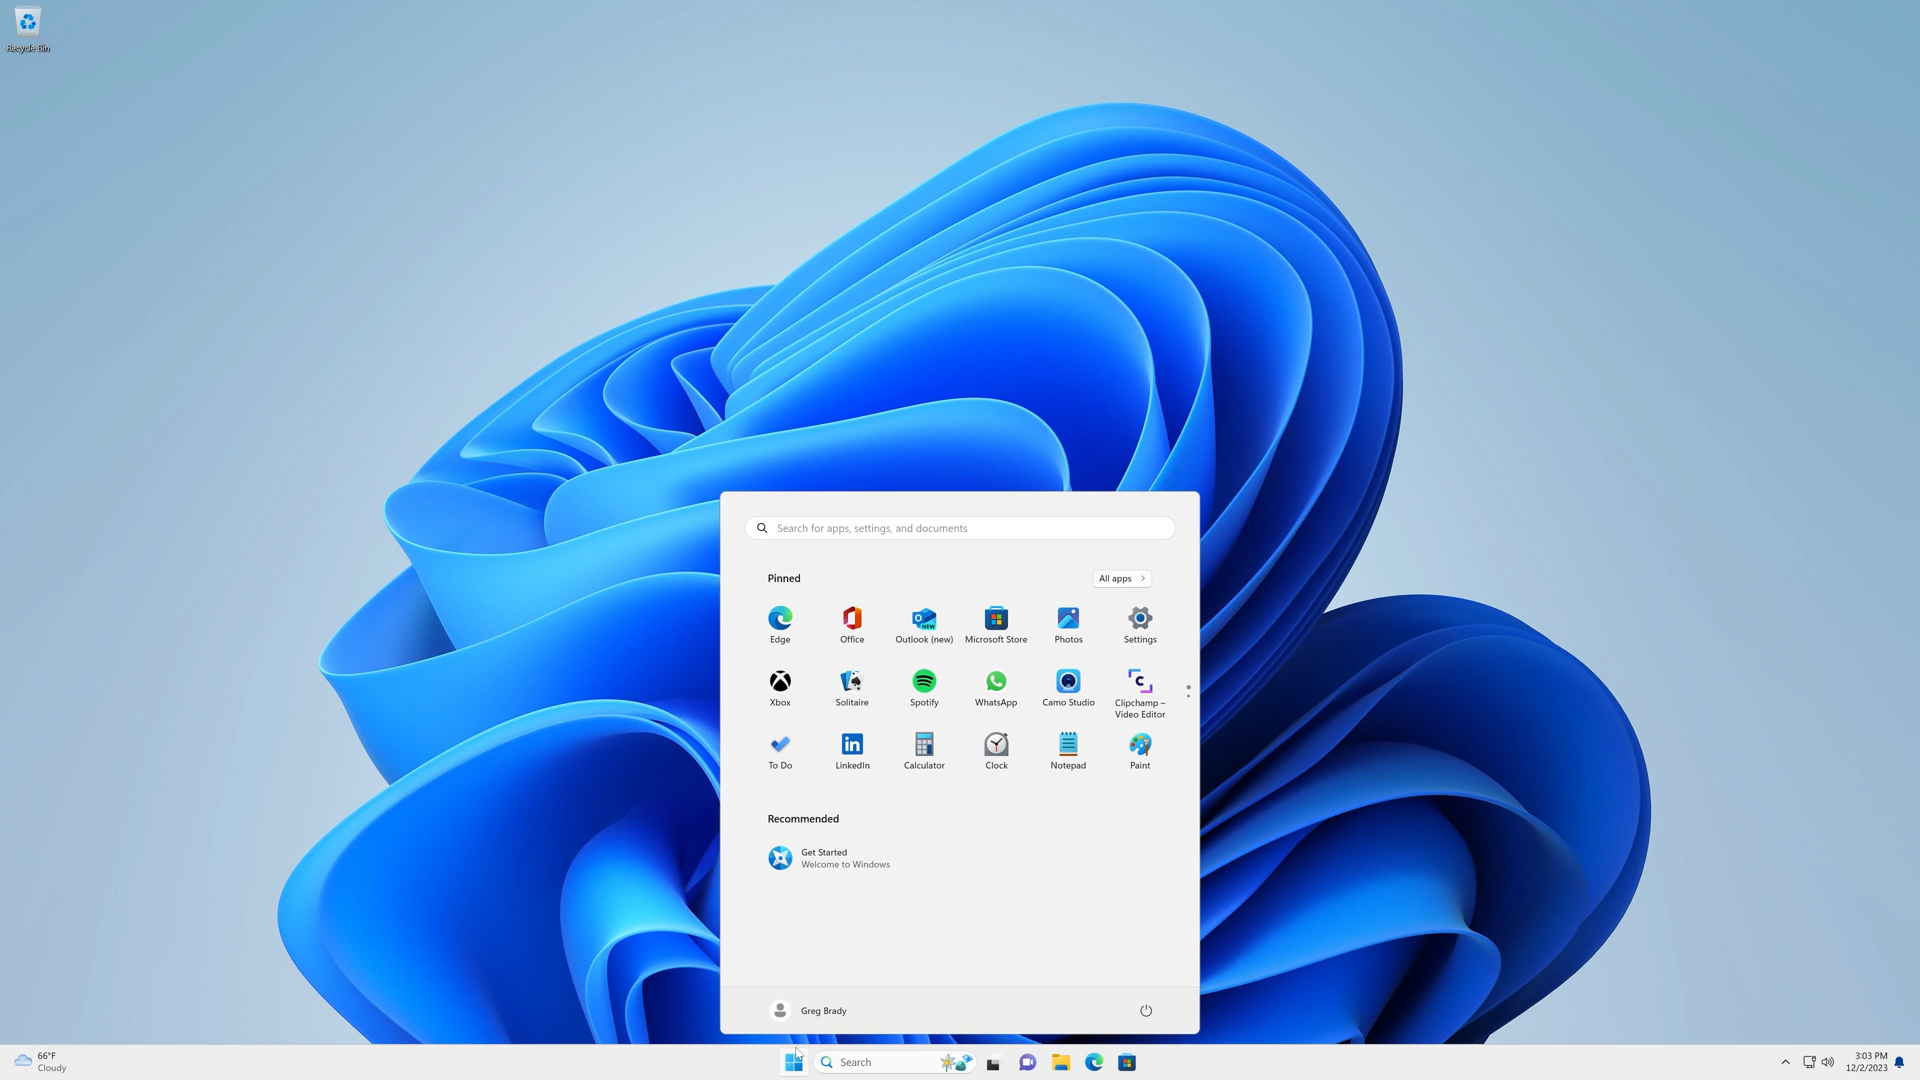 Recycle Bin
Search for apps, settings, and documents
Pinned
All apps
Edge
Office
Outlook (new)
Microsoft Store
Photos
Settings
Xbox
Solitaire
Spotify
WhatsApp
Camo Studio
Clipchamp –
Video Editor
To Do
LinkedIn
Calculator
Clock
Notepad
Paint
Recommended
Get Started
Welcome to Windows
Greg Brady
66°F
Cloudy
Search
3:03 PM
12/2/2023